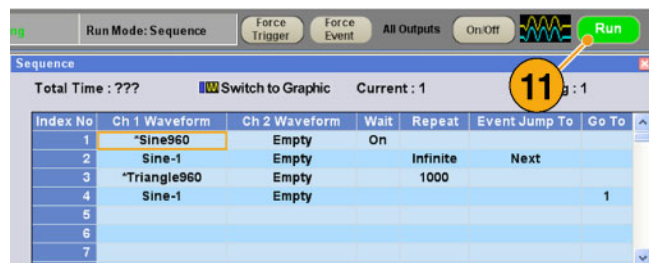 ng Run Mode: Sequence Force Trigger Force Event All Outputs On/Off Run
Sequence
11
Total Time : ??? Switch to Graphic Current : 1 g : 1
Index No Ch 1 Waveform Ch 2 Waveform Wait Repeat Event Jump To Go To
1 *Sine960 Empty On
2 Sine-1 Empty Infinite Next
3 *Triangle960 Empty 1000
4 Sine-1 Empty 1
5
6
7